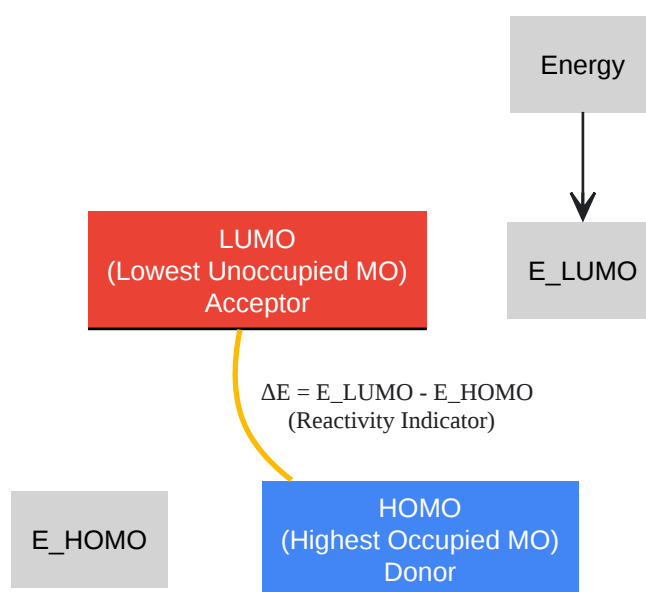 Energy
LUMO
(Lowest Unoccupied MO)
Acceptor
E_LUMO
ΔE = E_LUMO - E_HOMO
(Reactivity Indicator)
E_HOMO
HOMO
(Highest Occupied MO)
Donor